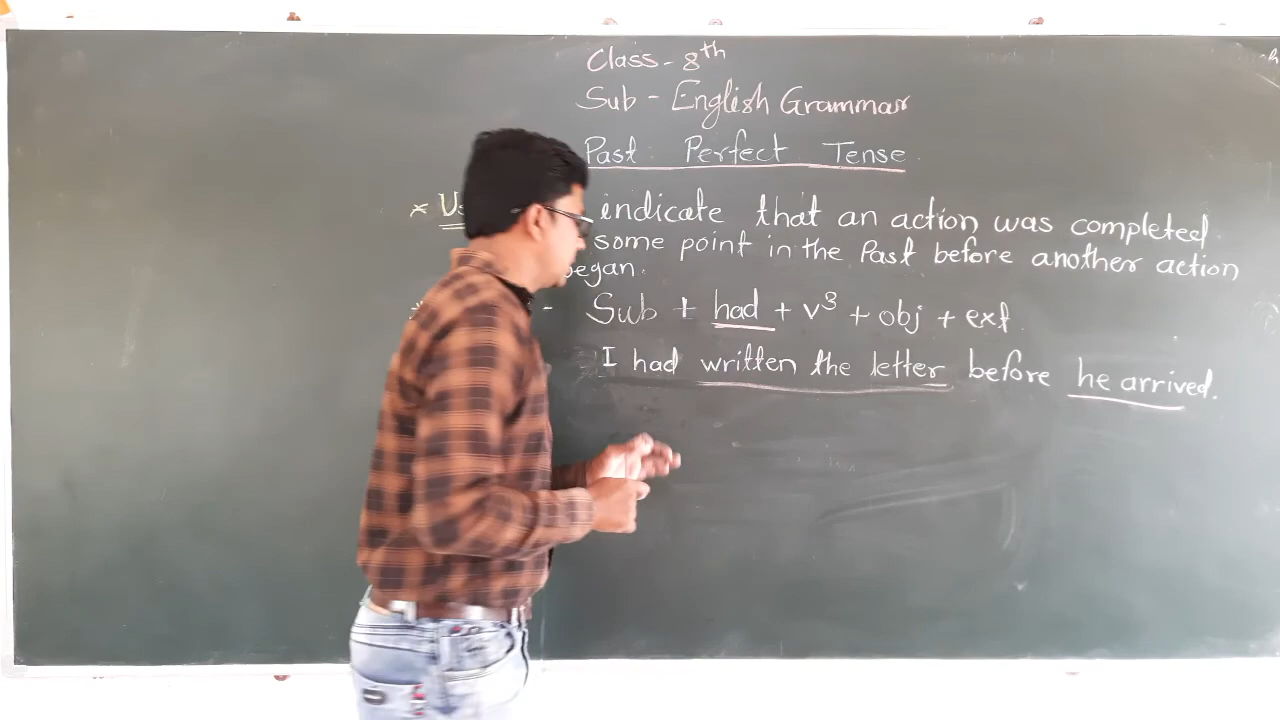 Class - 8th
Sub - English Grammar
Past Perfect Tense
indicate that an action was completed
some point in the Past before another action
began.
- Sub + had + v3 + obj + ext
I had written the letter before he arrived.